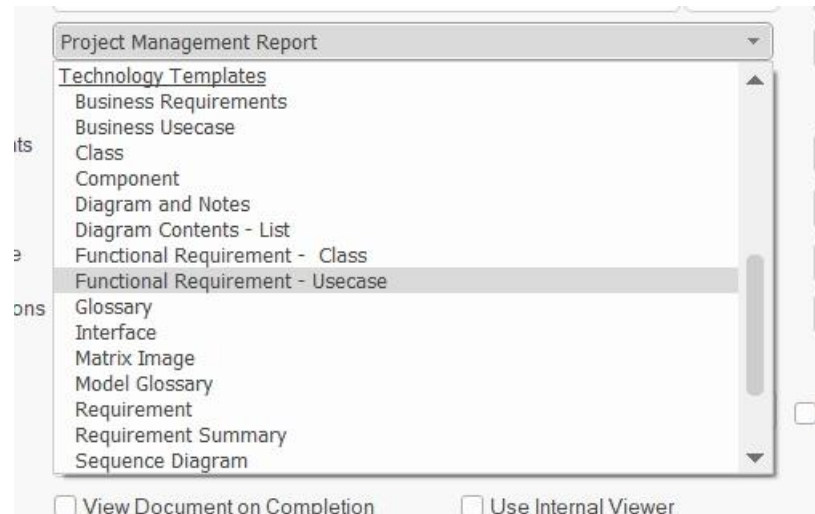 Project Management Report
Technology Templates
Business Requirements
Business Usecase
Class
Component
Diagram and Notes
Diagram Contents - List
Functional Requirement -  Class
Functional Requirement - Usecase
Glossary
Interface
Matrix Image
Model Glossary
Requirement
Requirement Summary
Sequence Diagram
View Document on Completion
Use Internal Viewer